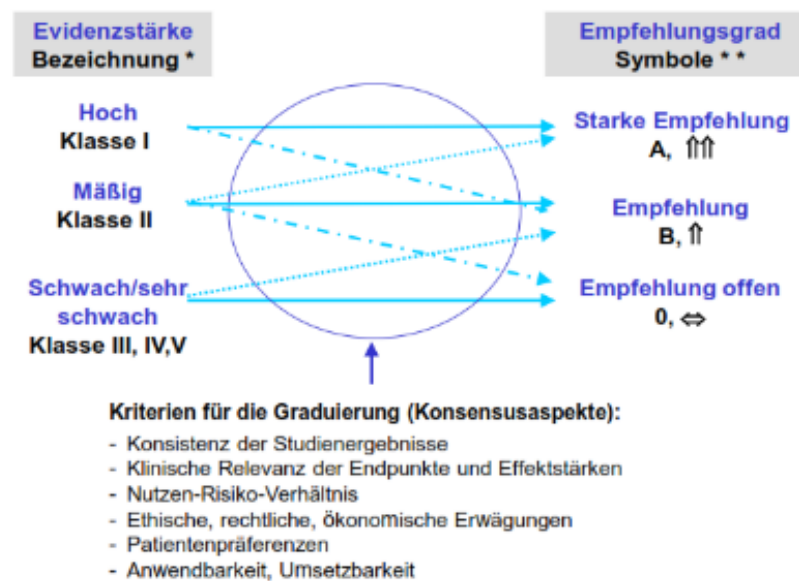 Evidenzstärke
Bezeichnung *
Empfehlungsgrad
Symbole * *
Hoch
Klasse I
Starke Empfehlung
A, ⇑⇑
Mäßig
Klasse II
Empfehlung
B, ⇑
Schwach/sehr
schwach
Klasse III, IV,V
Empfehlung offen
0, ⇔
Kriterien für die Graduierung (Konsensusaspekte):
- Konsistenz der Studienergebnisse
- Klinische Relevanz der Endpunkte und Effektstärken
- Nutzen-Risiko-Verhältnis
- Ethische, rechtliche, ökonomische Erwägungen
- Patientenpräferenzen
- Anwendbarkeit, Umsetzbarkeit